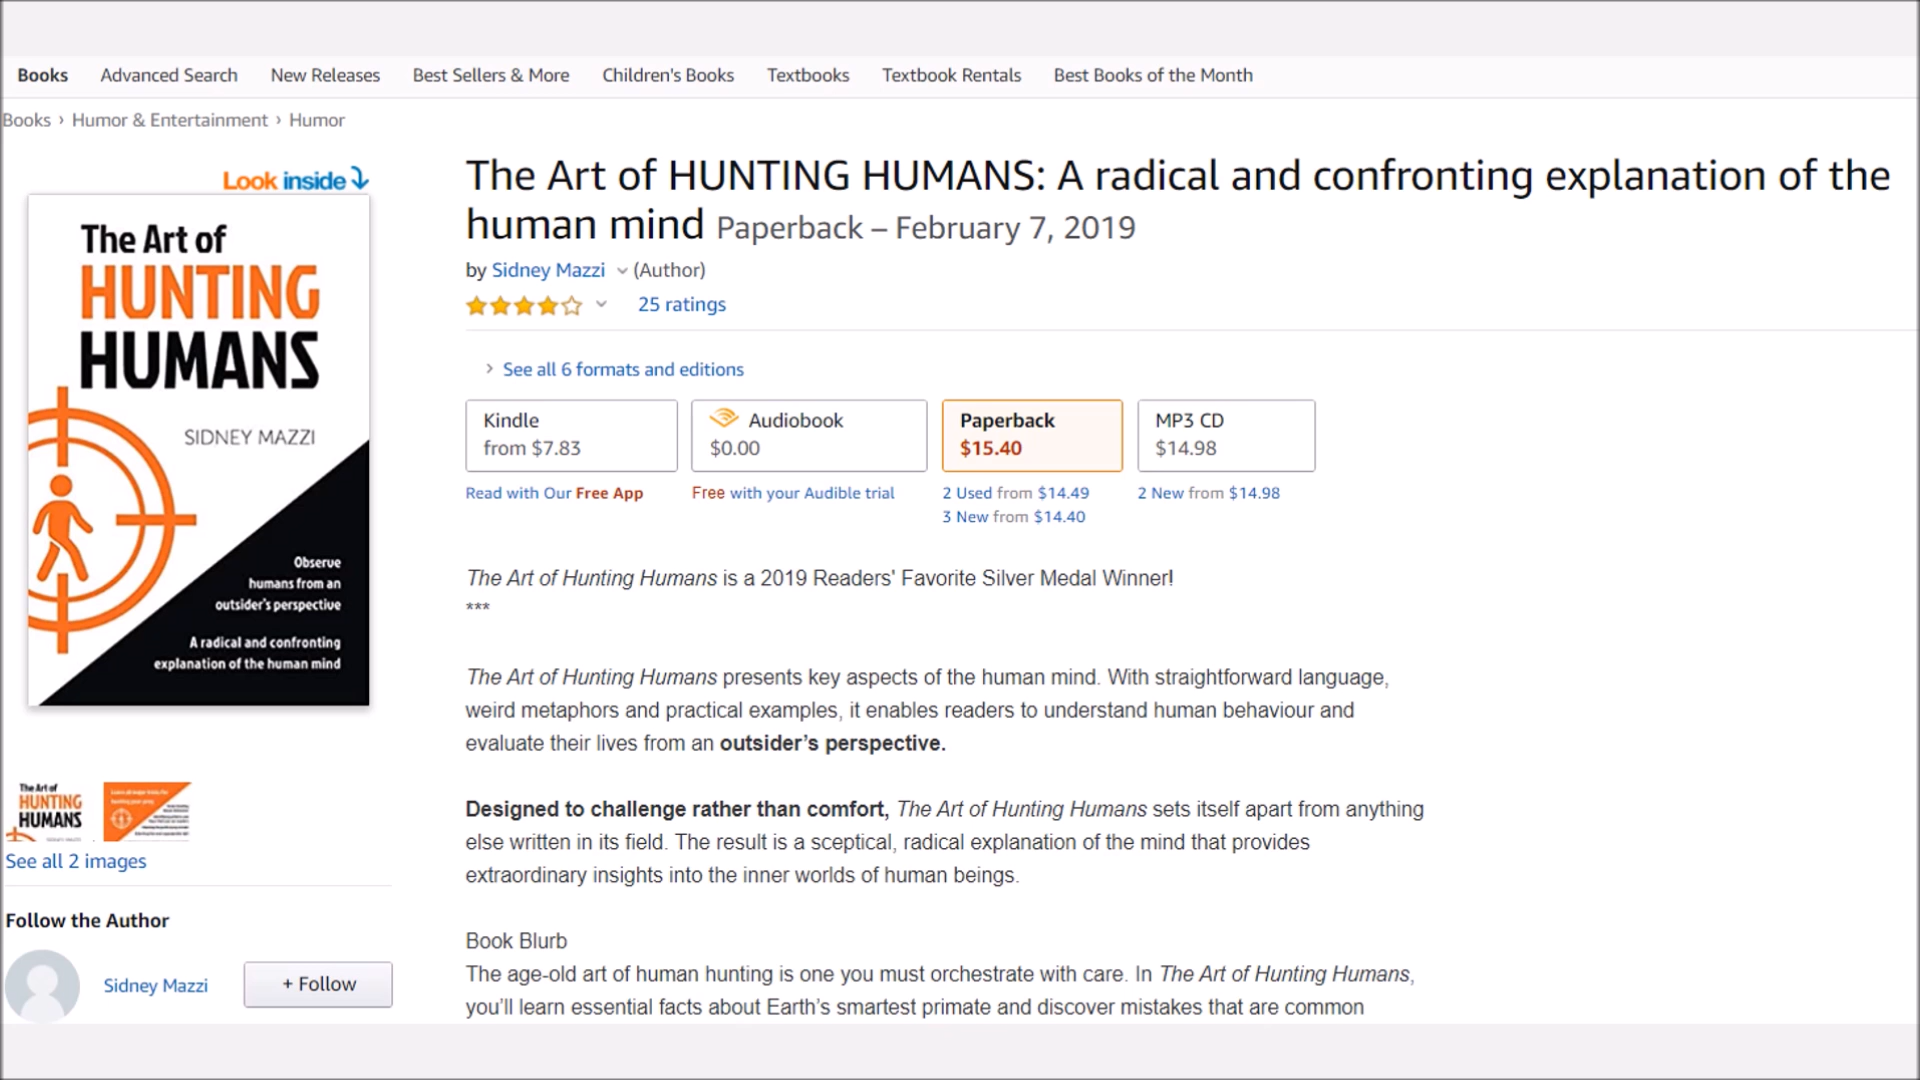 Books Advanced Search New Releases Best Sellers & More Children's Books Textbooks Textbook Rentals Best Books of the Month
Books › Humor & Entertainment › Humor
Look inside
The Art of
HUNTING
HUMANS
SIDNEY MAZZI
Observe
humans from an
outsider's perspective
A radical and confronting
explanation of the human mind
The Art of
HUNTING
HUMANS
See all 2 images
Follow the Author
Sidney Mazzi
+ Follow
The Art of HUNTING HUMANS: A radical and confronting explanation of the
human mind Paperback – February 7, 2019
by Sidney Mazzi (Author)
25 ratings
› See all 6 formats and editions
Kindle
from $7.83
Read with Our Free App
Audiobook
$0.00
Free with your Audible trial
Paperback
$15.40
2 Used from $14.49
3 New from $14.40
MP3 CD
$14.98
2 New from $14.98
The Art of Hunting Humans is a 2019 Readers' Favorite Silver Medal Winner!
***
The Art of Hunting Humans presents key aspects of the human mind. With straightforward language,
weird metaphors and practical examples, it enables readers to understand human behaviour and
evaluate their lives from an outsider’s perspective.
Designed to challenge rather than comfort, The Art of Hunting Humans sets itself apart from anything
else written in its field. The result is a sceptical, radical explanation of the mind that provides
extraordinary insights into the inner worlds of human beings.
Book Blurb
The age-old art of human hunting is one you must orchestrate with care. In The Art of Hunting Humans,
you’ll learn essential facts about Earth’s smartest primate and discover mistakes that are common